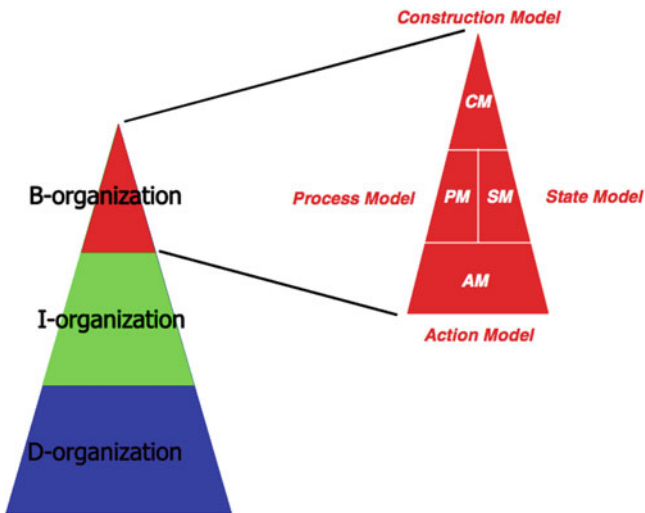 Construction Model
CM
B-organization
Process Model
PM
SM
State Model
I-organization
AM
Action Model
D-organization